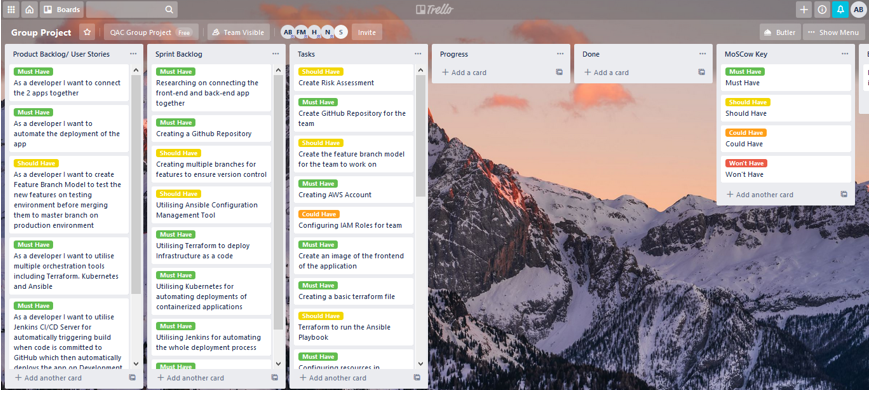 Boards
Trello
AB
Group Project
QAC Group Project Free
Team Visible
AB FM H N S
Invite
Butler
Show Menu
Product Backlog/ User Stories
Must Have
As a developer I want to connect
the 2 apps together
Must Have
As a developer I want to
automate the deployment of the
app
Should Have
As a developer I want to create
Feature Branch Model to test the
new features on testing
environment before merging
them to master branch on
production environment
Must Have
As a developer I want to utilise
multiple orchestration tools
including Terraform, Kubernetes
and Ansible
Must Have
As a developer I want to utilise
Jenkins CI/CD Server for
automatically triggering build
when code is committed to
GitHub which then automatically
deploys the app on Development
+ Add another card
Sprint Backlog
Must Have
Researching on connecting the
front-end and back-end app
together
Must Have
Creating a Github Repository
Should Have
Creating multiple branches for
features to ensure version control
Should Have
Utilising Ansible Configuration
Management Tool
Must Have
Utilising Terraform to deploy
Infrastructure as a code
Must Have
Utilising Kubernetes for
automating deployments of
containerized applications
Must Have
Utilising Jenkins for automating
the whole deployment process
Must Have
+ Add another card
Tasks
Should Have
Create Risk Assessment
Must Have
Create GitHub Repository for the
team
Should Have
Create the feature branch model
for the team to work on
Must Have
Creating AWS Account
Could Have
Configuring IAM Roles for team
Must Have
Create an image of the frontend
of the application
Must Have
Creating a basic terraform file
Should Have
Terraform to run the Ansible
Playbook
Must Have
Configuring resources in
+ Add another card
Progress
+ Add a card
Done
+ Add a card
MoSCow Key
Must Have
Must Have
Should Have
Should Have
Could Have
Could Have
Won't Have
Won't Have
+ Add another card